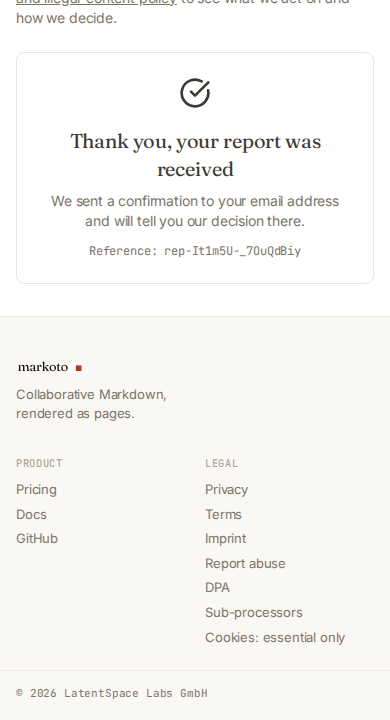 and illegal content policy to see what we act on and
how we decide.
Thank you, your report was
received
We sent a confirmation to your email address
and will tell you our decision there.
Reference: rep-It1m5U-_7OuQdBiy
markoto
Collaborative Markdown,
rendered as pages.
PRODUCT
Pricing
Docs
GitHub
LEGAL
Privacy
Terms
Imprint
Report abuse
DPA
Sub-processors
Cookies: essential only
© 2026 LatentSpace Labs GmbH